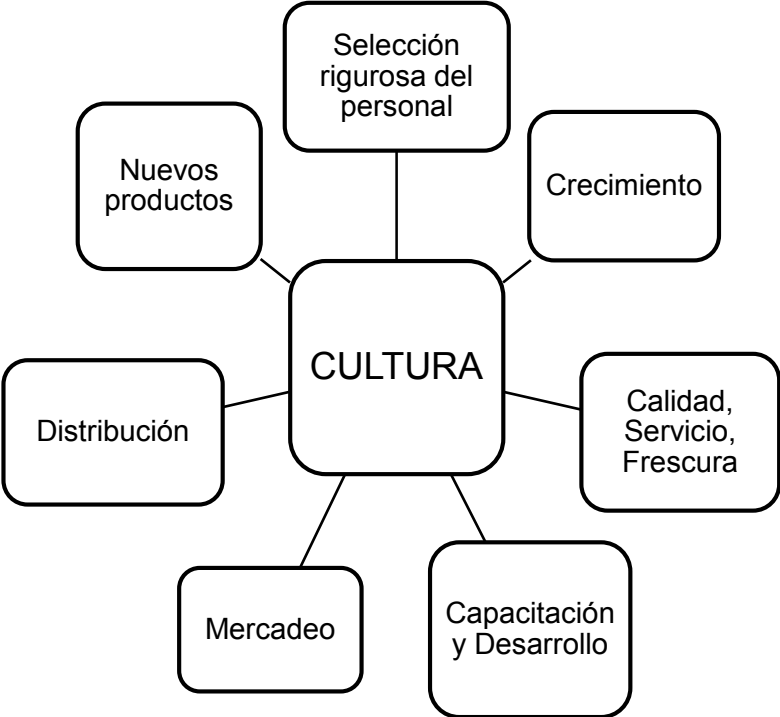 Selección
rigurosa del
personal
Nuevos
productos
Crecimiento
CULTURA
Distribución
Calidad,
Servicio,
Frescura
Mercadeo
Capacitación
y Desarrollo